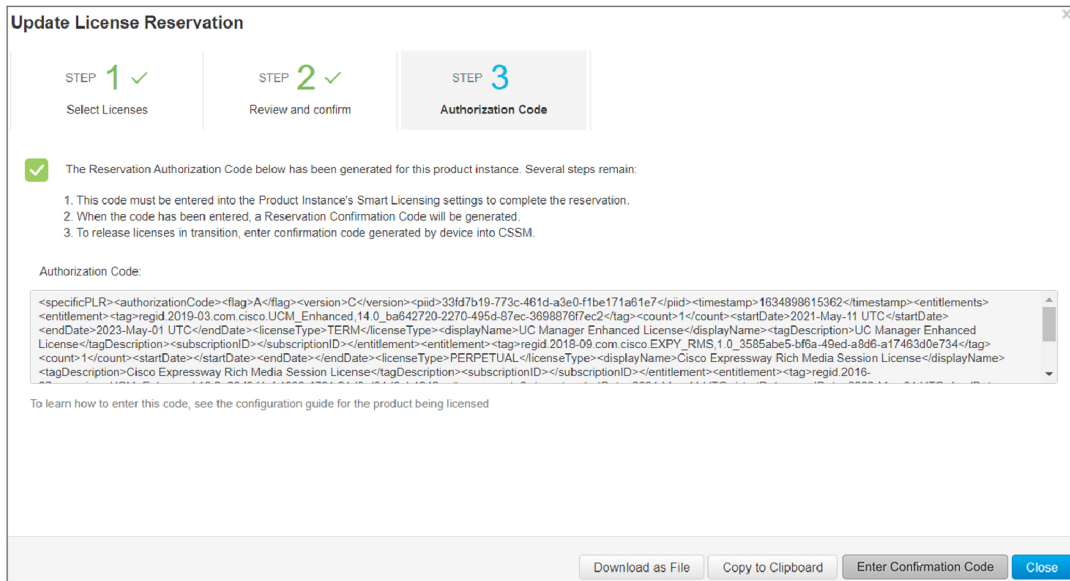 Update License Reservation
STEP 1
Select Licenses
STEP 2
Review and confirm
STEP 3
Authorization Code
The Reservation Authorization Code below has been generated for this product instance. Several steps remain:
1. This code must be entered into the Product Instance's Smart Licensing settings to complete the reservation.
2. When the code has been entered, a Reservation Confirmation Code will be generated.
3. To release licenses in transition, enter confirmation code generated by device into CSSM.
Authorization Code:
<specificPLR><authorizationCode><flag>A</flag><version>C</version><piid>33fd7b19-773c-461d-a3e0-f1be171a61e7</piid><timestamp>1634898615362</timestamp><entitlements>
<entitlement><tag>regid.2019-03.com.cisco.UCM_Enhanced,14.0_ba642720-2270-495d-87ec-3698876f7ec2</tag><count>1</count><startDate>2021-May-11 UTC</startDate>
<endDate>2023-May-01 UTC</endDate><licenseType>TERM</licenseType><displayName>UC Manager Enhanced License</displayName><tagDescription>UC Manager Enhanced
License</tagDescription><subscriptionID></subscriptionID></entitlement><entitlement><tag>regid.2018-09.com.cisco.EXPY_RMS,1.0_3585abe5-bf6a-49ed-a8d6-a17463d0e734</tag>
<count>1</count><startDate></startDate><endDate></endDate><licenseType>PERPETUAL</licenseType><displayName>Cisco Expressway Rich Media Session License</displayName>
<tagDescription>Cisco Expressway Rich Media Session License</tagDescription><subscriptionID></subscriptionID></entitlement><entitlement><tag>regid.2016-
To learn how to enter this code, see the configuration guide for the product being licensed
Download as File
Copy to Clipboard
Enter Confirmation Code
Close